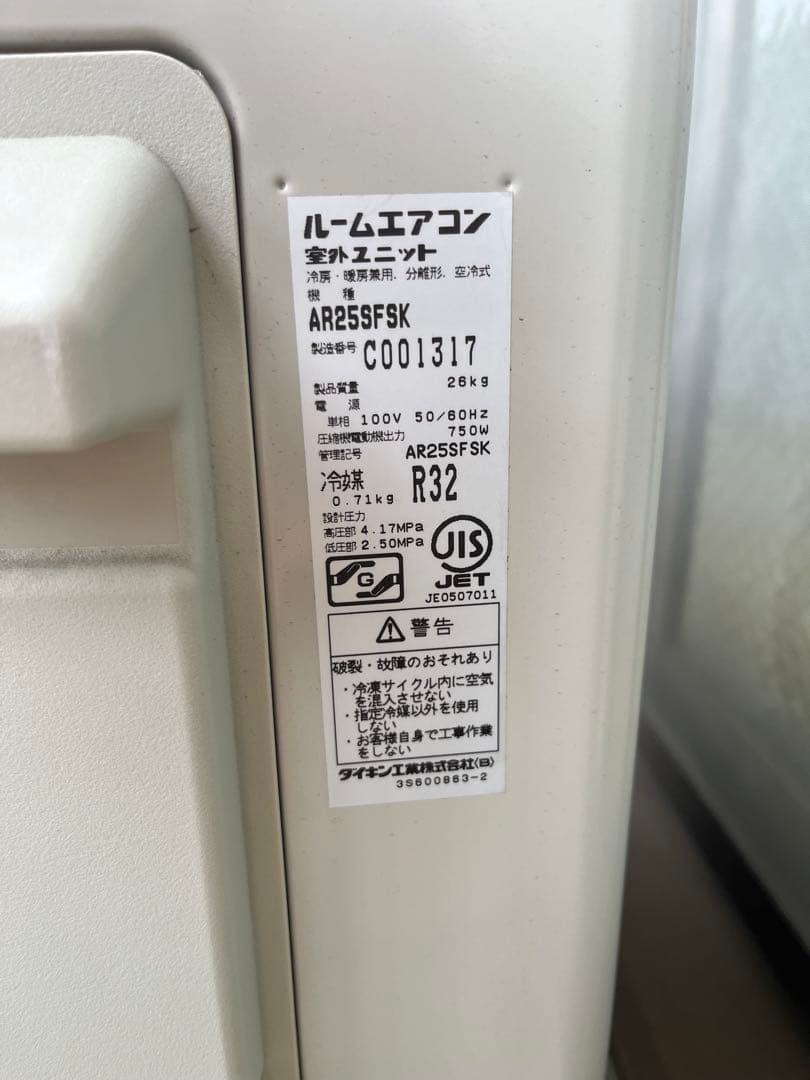 ルームエアコン
室外ユニット
冷房・暖房兼用. 分離形. 空冷式
機 種
AR25SFSK
製造番号 C001317
製品質量 26kg
電 源
単相 100V 50/60Hz
圧縮機電動機出力 750W
管理記号 AR25SFSK
冷媒 R32
0.71kg
設計圧力
高圧部 4.17MPa
低圧部 2.50MPa
JIS
G
JET
JE0507011
警告
破裂・故障のおそれあり
・冷凍サイクル内に空気
を混入させない
・指定冷媒以外を使用
しない
・お客様自身で工事作業
をしない
ダイキン工業株式会社(B)
3S600863-2